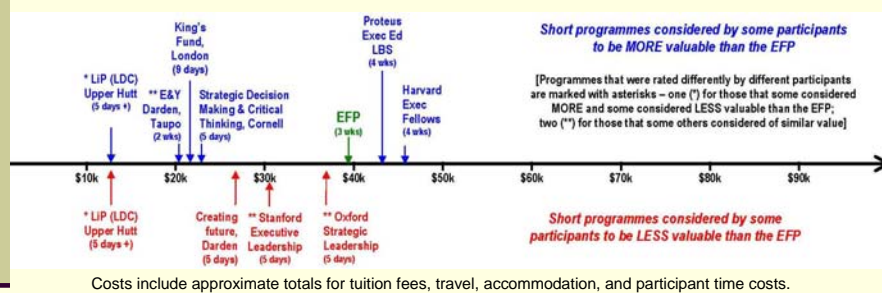 King's
Fund,
London
(9 days)
Proteus
Exec Ed
LBS
(4 wks)
Short programmes considered by some participants
to be MORE valuable than the EFP
* LiP (LDC)
Upper Hutt
(5 days +)
** E&Y
Darden,
Taupo
(2 wks)
Strategic Decision
Making & Critical
Thinking, Cornell
(5 days)
EFP
(3 wks)
Harvard
Exec
Fellows
(4 wks)
[Programmes that were rated differently by different participants
are marked with asterisks – one (*) for those that some considered
MORE and some considered LESS valuable than the EFP;
two (**) for those that some others considered of similar value]
$10k $20k $30k $40k $50k $60k $70k $80k $90k
* LiP (LDC)
Upper Hutt
(5 days +)
Creating
future,
Darden
(5 days)
** Stanford
Executive
Leadership
(5 days)
** Oxford
Strategic
Leadership
(5 days)
Short programmes considered by some
participants to be LESS valuable than the EFP
Costs include approximate totals for tuition fees, travel, accommodation, and participant time costs.